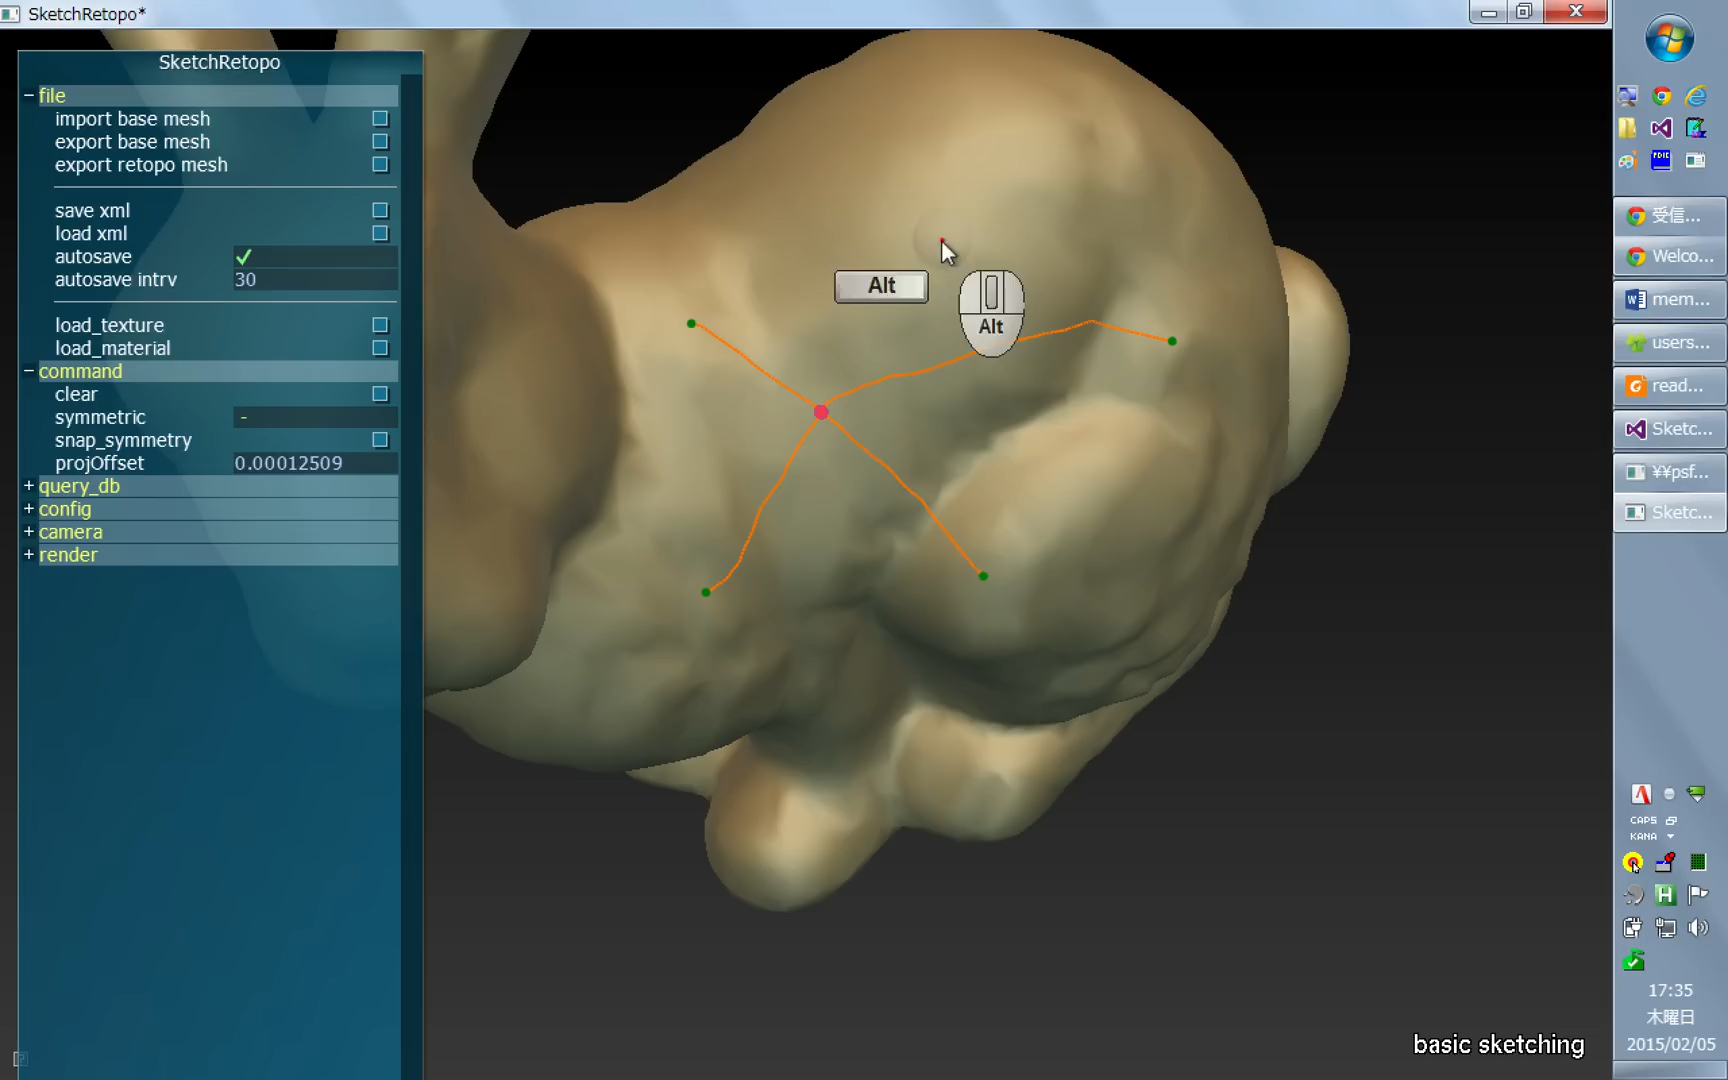 SketchRetopo*
SketchRetopo
− file
import base mesh
export base mesh
export retopo mesh
save xml
load xml
autosave ✓
autosave intrv 30
load_texture
load_material
− command
clear
symmetric -
snap_symmetry
projOffset 0.00012509
+ query_db
+ config
+ camera
+ render
Alt
Alt
受信...
Welco...
mem...
users...
read...
Sketc...
¥¥psf...
Sketc...
PDIC
CAPS
KANA
17:35
木曜日
2015/02/05
basic sketching